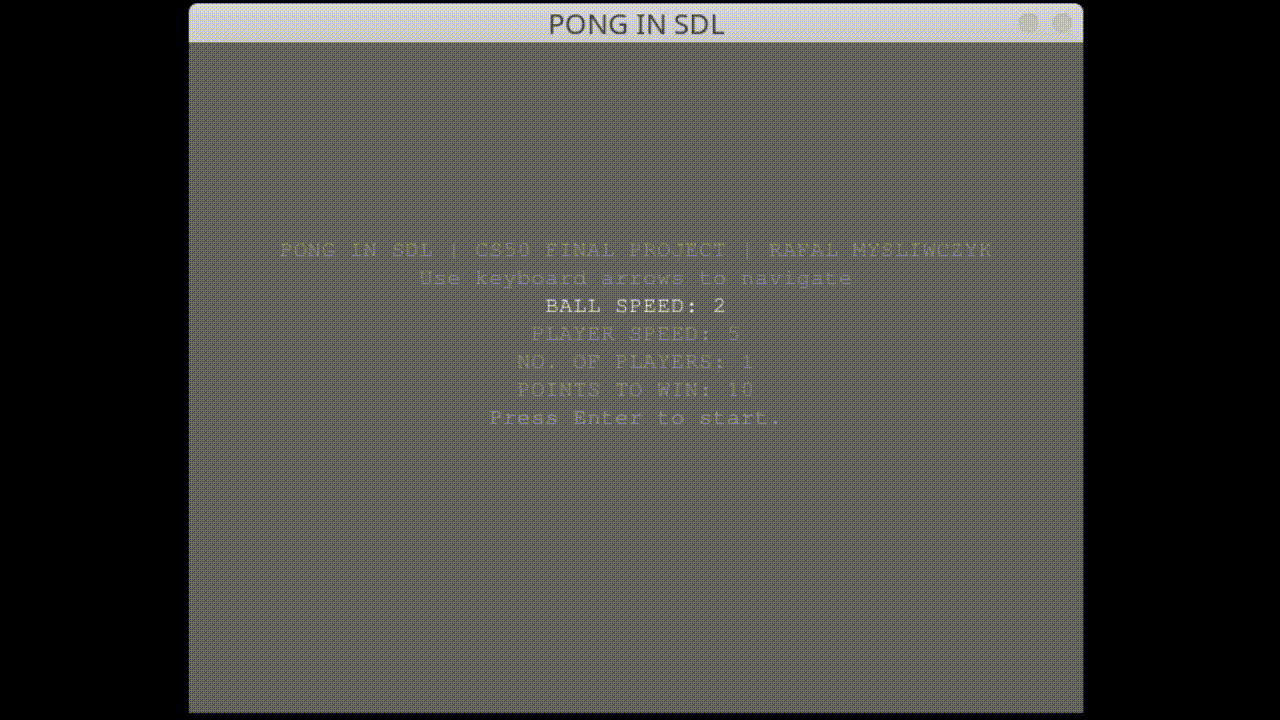 PONG IN SDL
PONG IN SDL | CS50 FINAL PROJECT | RAFAL MYSLIWCZYK
Use keyboard arrows to navigate
BALL SPEED: 2
PLAYER SPEED: 5
NO. OF PLAYERS: 1
POINTS TO WIN: 10
Press Enter to start.